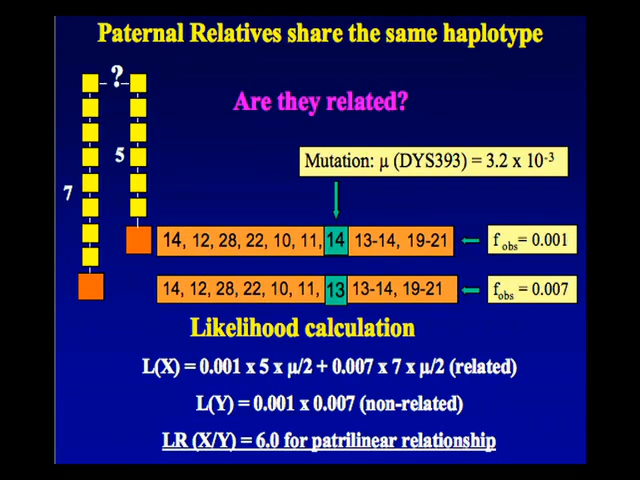 Paternal Relatives share the same haplotype
?
Are they related?
5
Mutation: µ (DYS393) = 3.2 x 10⁻³
7
14, 12, 28, 22, 10, 11, 14 13-14, 19-21
f obs = 0.001
14, 12, 28, 22, 10, 11, 13 13-14, 19-21
f obs = 0.007
Likelihood calculation
L(X) = 0.001 x 5 x µ/2 + 0.007 x 7 x µ/2 (related)
L(Y) = 0.001 x 0.007 (non-related)
LR (X/Y) = 6.0 for patrilinear relationship